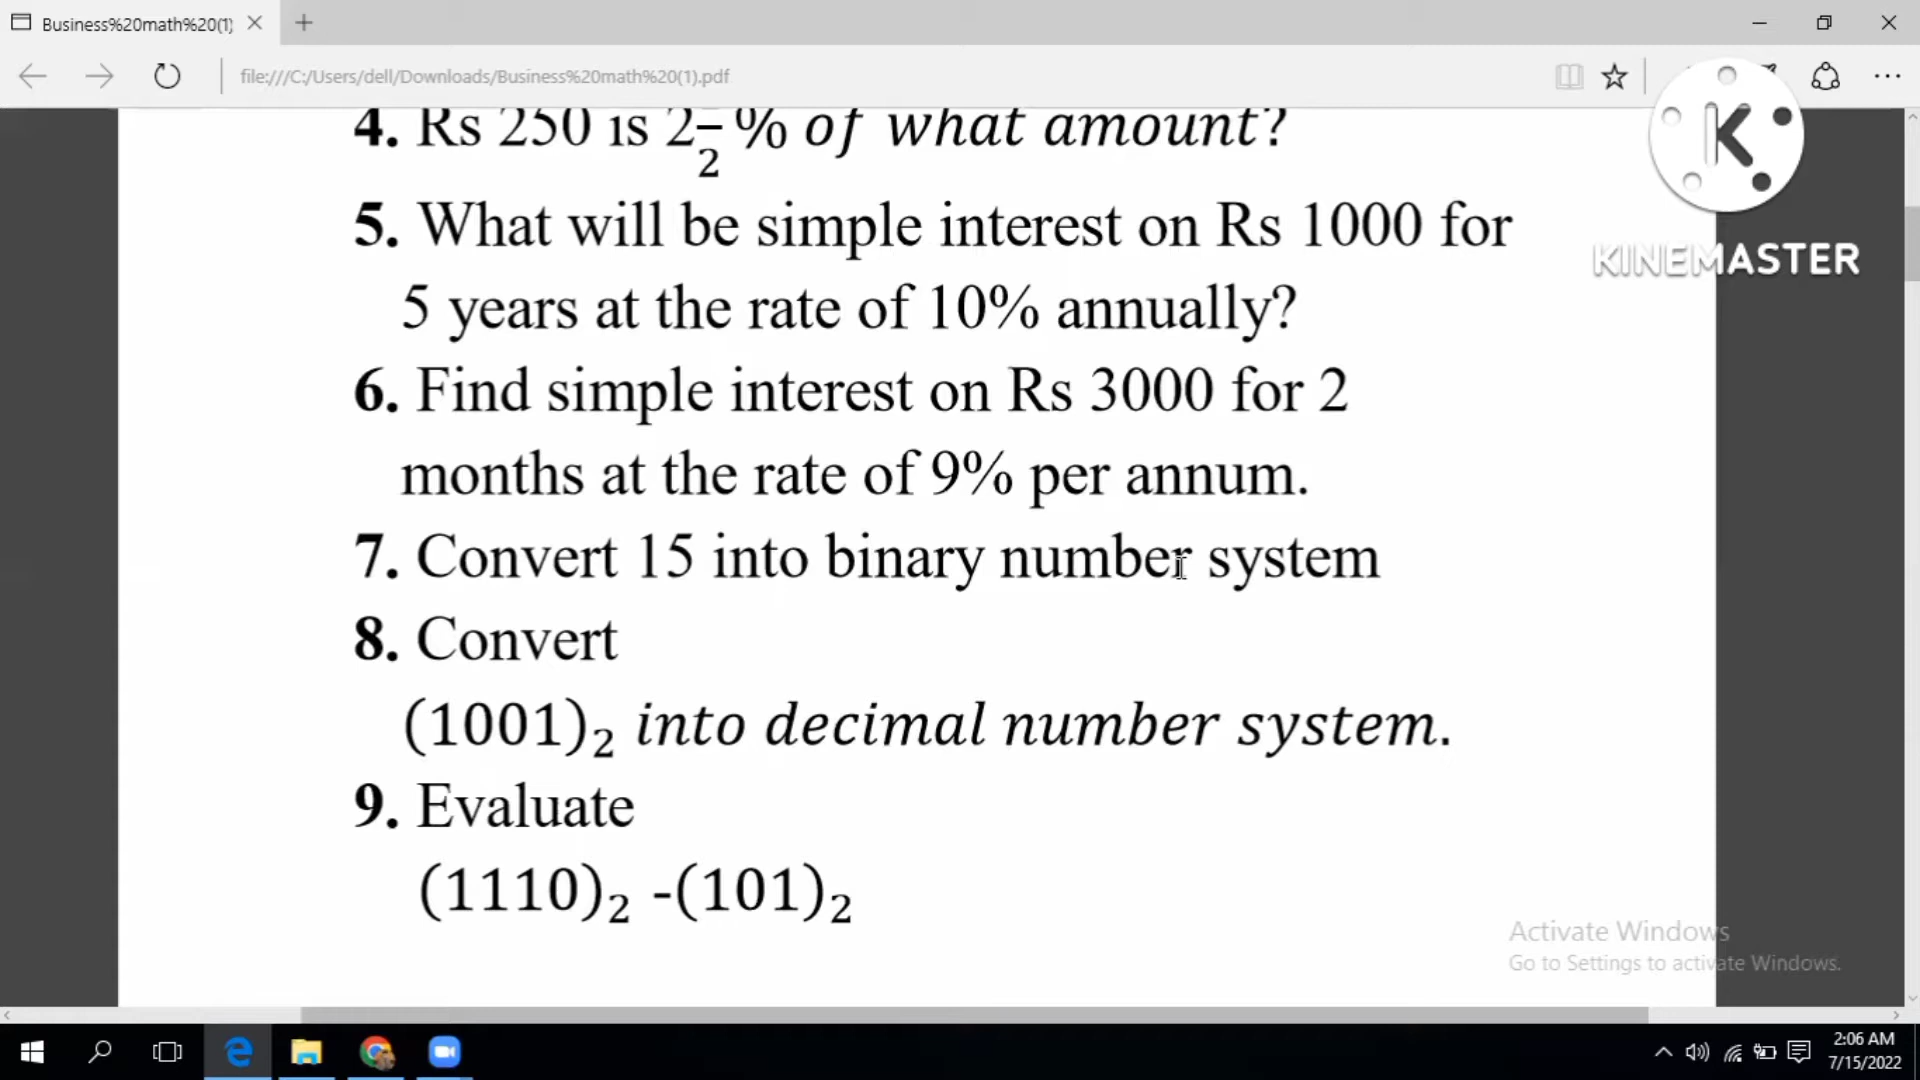 Business%20math%20(1)
file:///C:/Users/dell/Downloads/Business%20math%20(1).pdf
4. Rs 250 is 2 – 2 % of what amount?
KINEMASTER
5. What will be simple interest on Rs 1000 for
5 years at the rate of 10% annually?
6. Find simple interest on Rs 3000 for 2
months at the rate of 9% per annum.
7. Convert 15 into binary number system
8. Convert
(1001)₂ into decimal number system.
9. Evaluate
(1110)₂ -(101)₂
Activate Windows
Go to Settings to activate Windows.
2:06 AM
7/15/2022